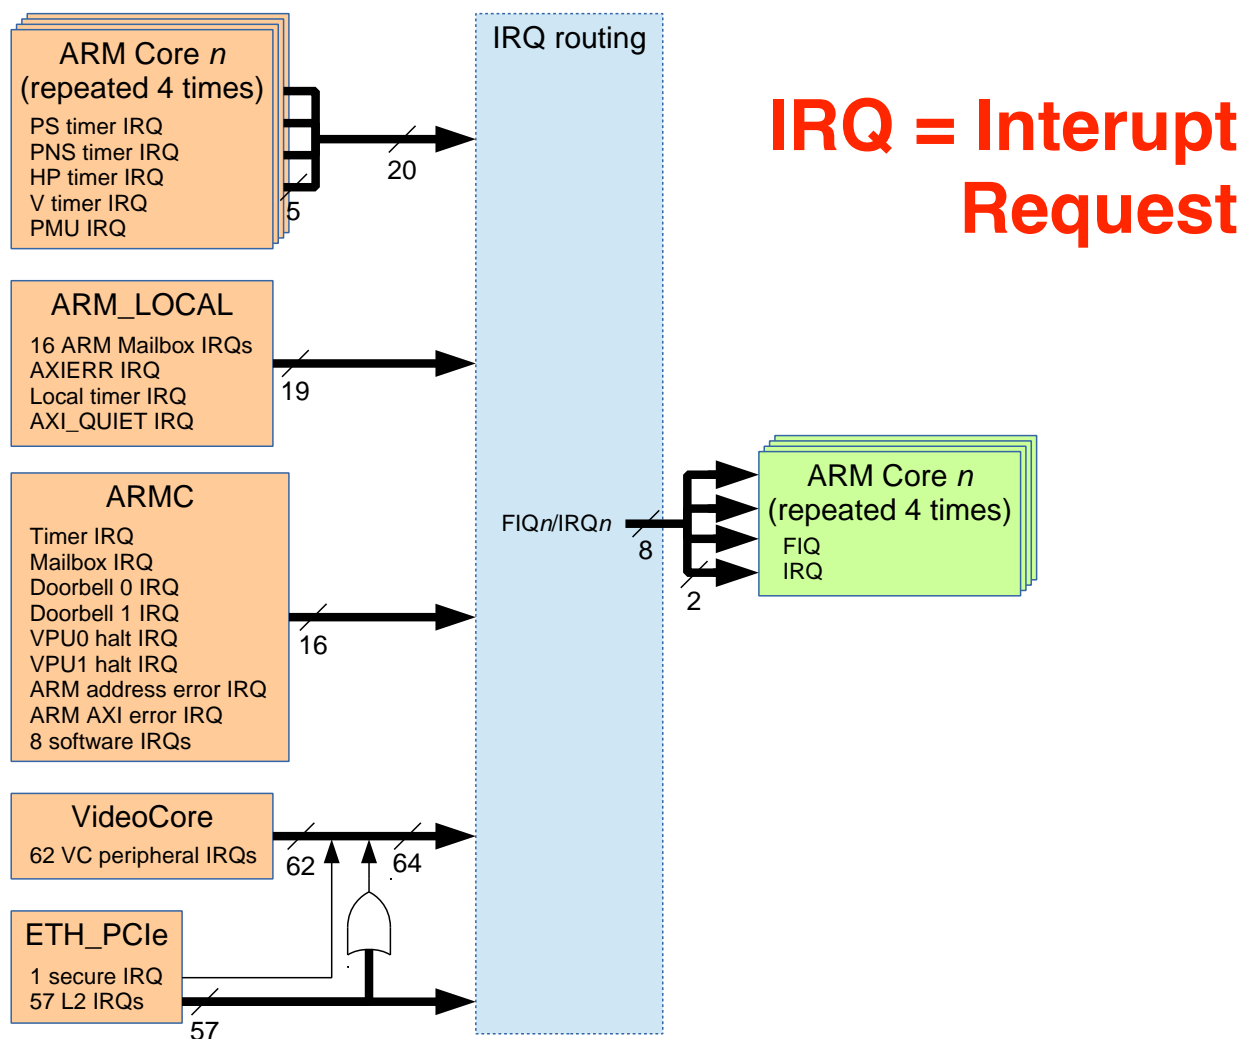 ARM Core n
(repeated 4 times)
PS timer IRQ
PNS timer IRQ
HP timer IRQ
V timer IRQ
PMU IRQ
5
20
IRQ routing
IRQ = Interupt
Request
ARM_LOCAL
16 ARM Mailbox IRQs
AXIERR IRQ
Local timer IRQ
AXI_QUIET IRQ
19
ARMC
Timer IRQ
Mailbox IRQ
Doorbell 0 IRQ
Doorbell 1 IRQ
VPU0 halt IRQ
VPU1 halt IRQ
ARM address error IRQ
ARM AXI error IRQ
8 software IRQs
16
FIQn/IRQn
8
2
ARM Core n
(repeated 4 times)
FIQ
IRQ
VideoCore
62 VC peripheral IRQs
62
64
ETH_PCIe
1 secure IRQ
57 L2 IRQs
57